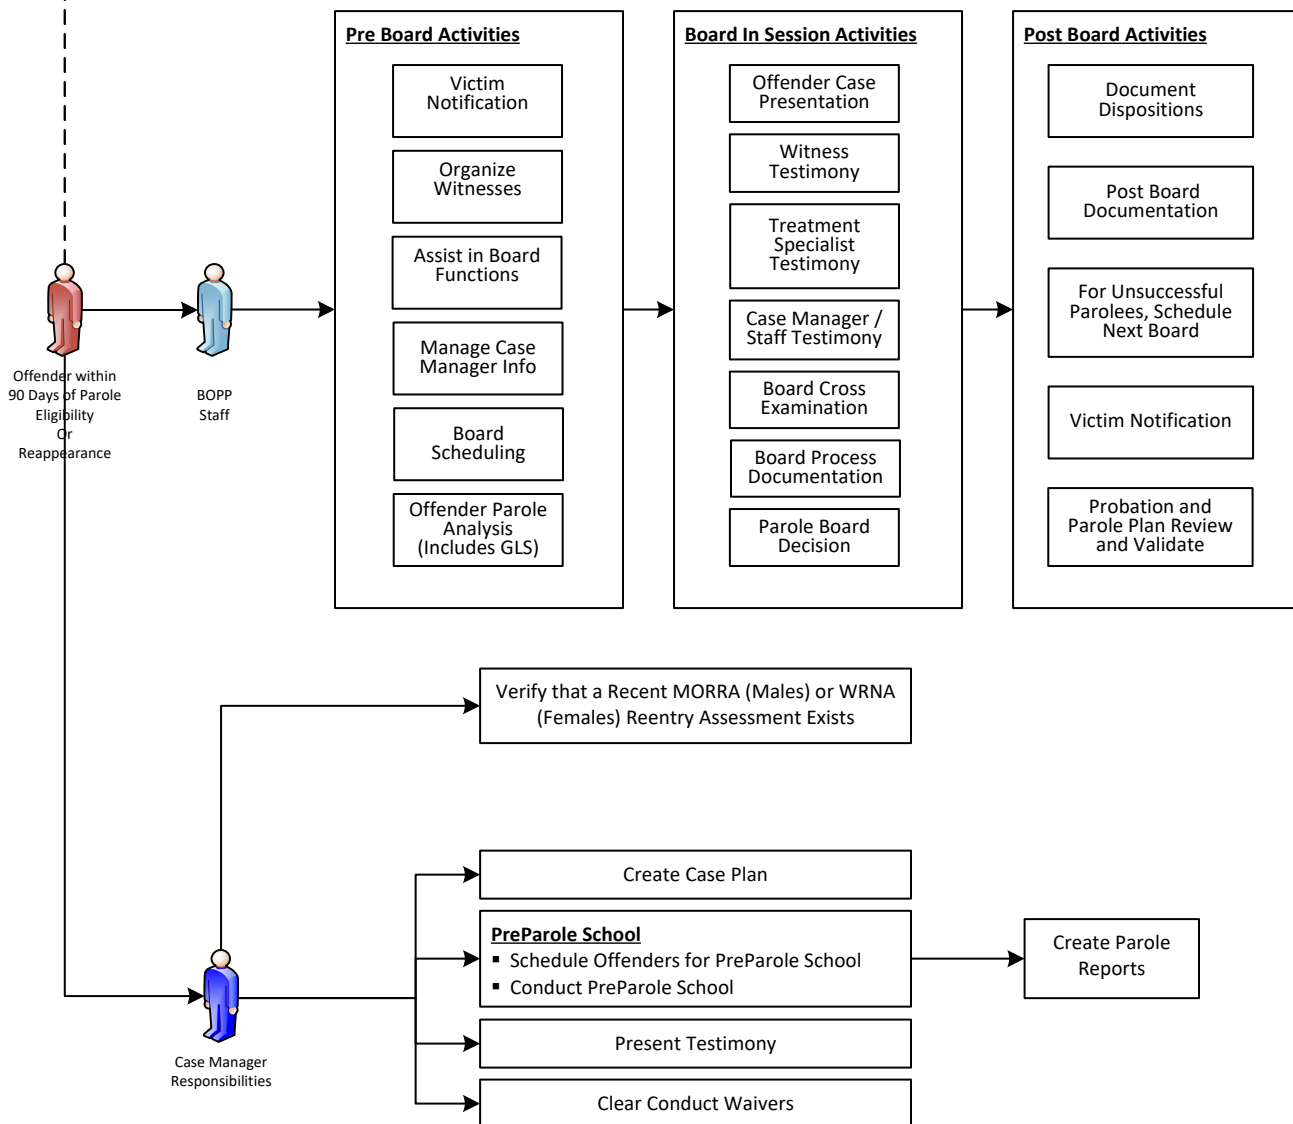 Pre Board Activities
Victim
Notification
Organize
Witnesses
Assist in Board
Functions
Manage Case
Manager Info
Board
Scheduling
Offender Parole
Analysis
(Includes GLS)
Board In Session Activities
Offender Case
Presentation
Witness
Testimony
Treatment
Specialist
Testimony
Case Manager /
Staff Testimony
Board Cross
Examination
Board Process
Documentation
Parole Board
Decision
Post Board Activities
Document
Dispositions
Post Board
Documentation
For Unsuccessful
Parolees, Schedule
Next Board
Victim Notification
Probation and
Parole Plan Review
and Validate
Offender within
90 Days of Parole
Eligibility
Or
Reappearance
BOPP
Staff
Verify that a Recent MORRA (Males) or WRNA
(Females) Reentry Assessment Exists
Create Case Plan
PreParole School
▪ Schedule Offenders for PreParole School
▪ Conduct PreParole School
Create Parole
Reports
Present Testimony
Clear Conduct Waivers
Case Manager
Responsibilities